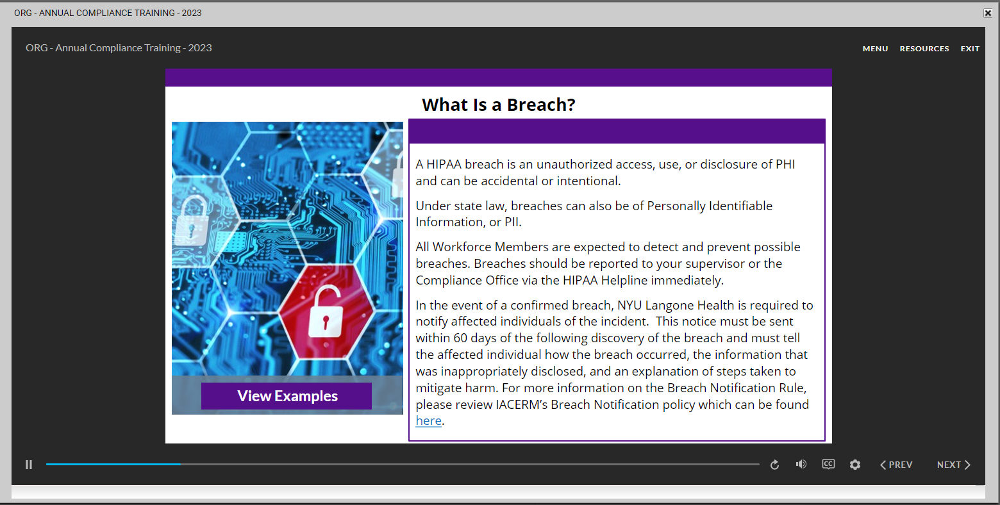 ORG - ANNUAL COMPLIANCE TRAINING - 2023
ORG - Annual Compliance Training - 2023
MENU RESOURCES EXIT
What Is a Breach?
A HIPAA breach is an unauthorized access, use, or disclosure of PHI
and can be accidental or intentional.
Under state law, breaches can also be of Personally Identifiable
Information, or PII.
All Workforce Members are expected to detect and prevent possible
breaches. Breaches should be reported to your supervisor or the
Compliance Office via the HIPAA Helpline immediately.
In the event of a confirmed breach, NYU Langone Health is required to
notify affected individuals of the incident.  This notice must be sent
within 60 days of the following discovery of the breach and must tell
the affected individual how the breach occurred, the information that
was inappropriately disclosed, and an explanation of steps taken to
mitigate harm. For more information on the Breach Notification Rule,
please review IACERM’s Breach Notification policy which can be found
here.
View Examples
CC
PREV
NEXT